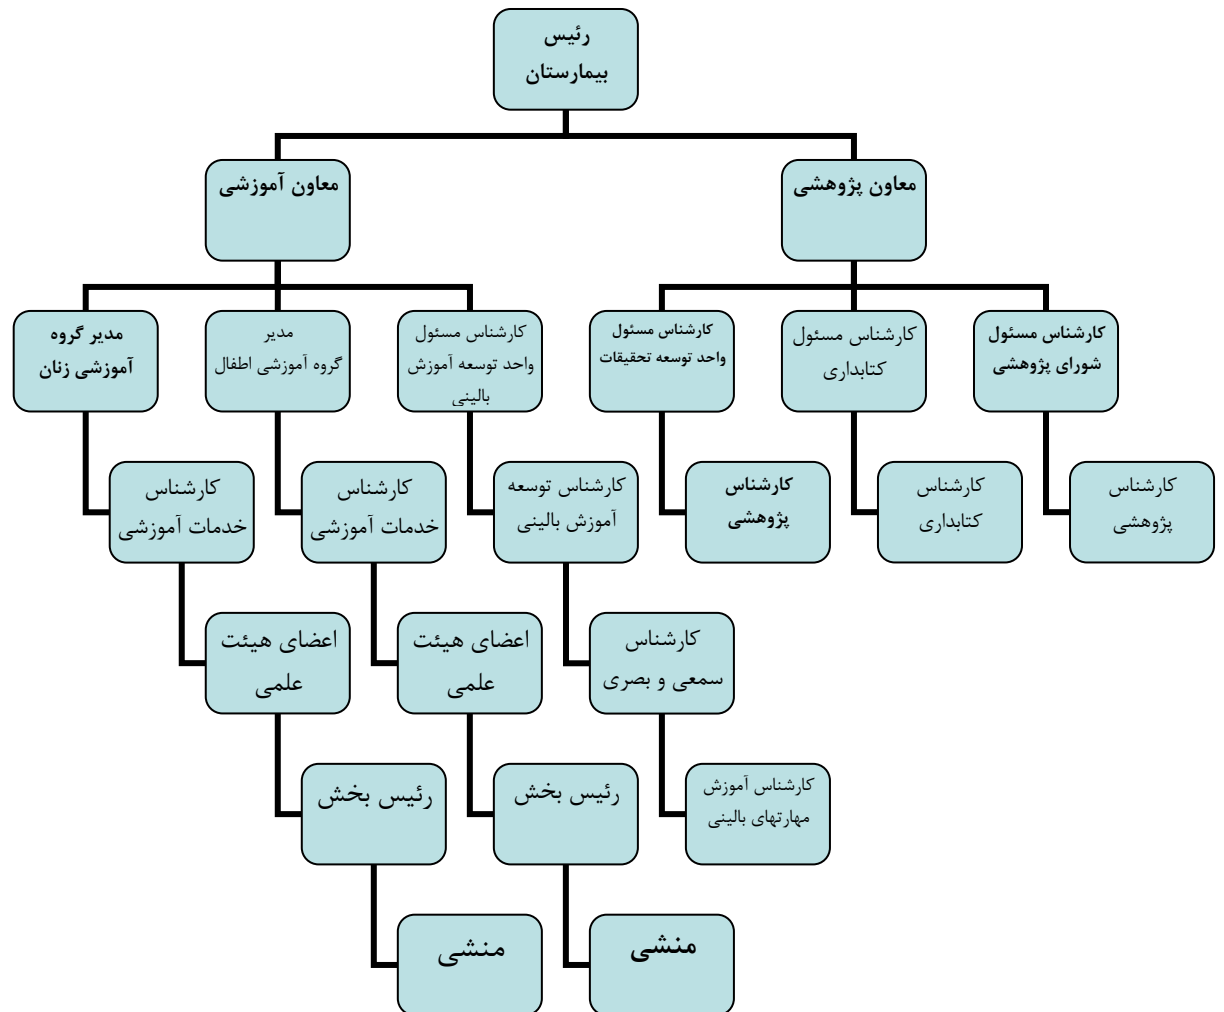 رئیس
بیمارستان
معاون پژوهشی
معاون آموزشی
کارشناس مسئول
شورای پژوهشی
کارشناس مسئول
کتابداری
کارشناس مسئول
واحد توسعه تحقیقات
کارشناس مسئول
واحد توسعه آموزش
بالینی
مدیر
گروه آموزشی اطفال
مدیر گروه
آموزشی زنان
کارشناس
پژوهشی
کارشناس
کتابداری
کارشناس
پژوهشی
کارشناس توسعه
آموزش بالینی
کارشناس
خدمات آموزشی
کارشناس
خدمات آموزشی
کارشناس
سمعی و بصری
اعضای هیئت
علمی
اعضای هیئت
علمی
کارشناس آموزش
مهارتهای بالینی
رئیس بخش
رئیس بخش
منشی
منشی